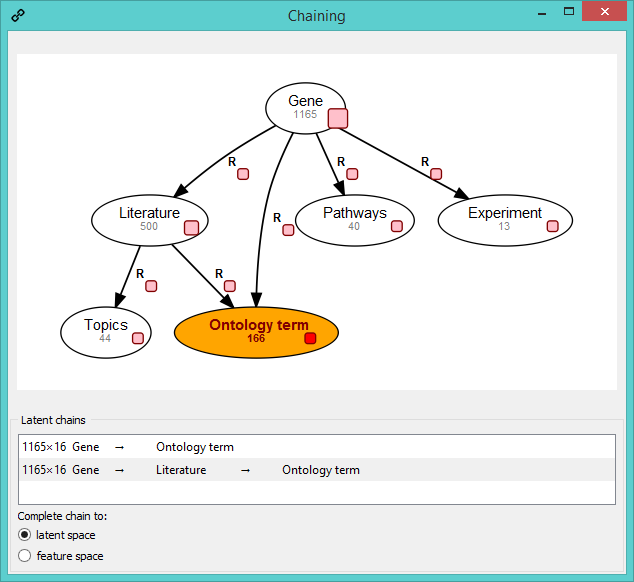 Chaining
Gene
1165
R
R
R
R
Literature
500
Pathways
40
Experiment
13
R
R
Topics
44
Ontology term
166
Latent chains
1165×16 Gene → Ontology term
1165×16 Gene → Literature → Ontology term
Complete chain to:
latent space
feature space